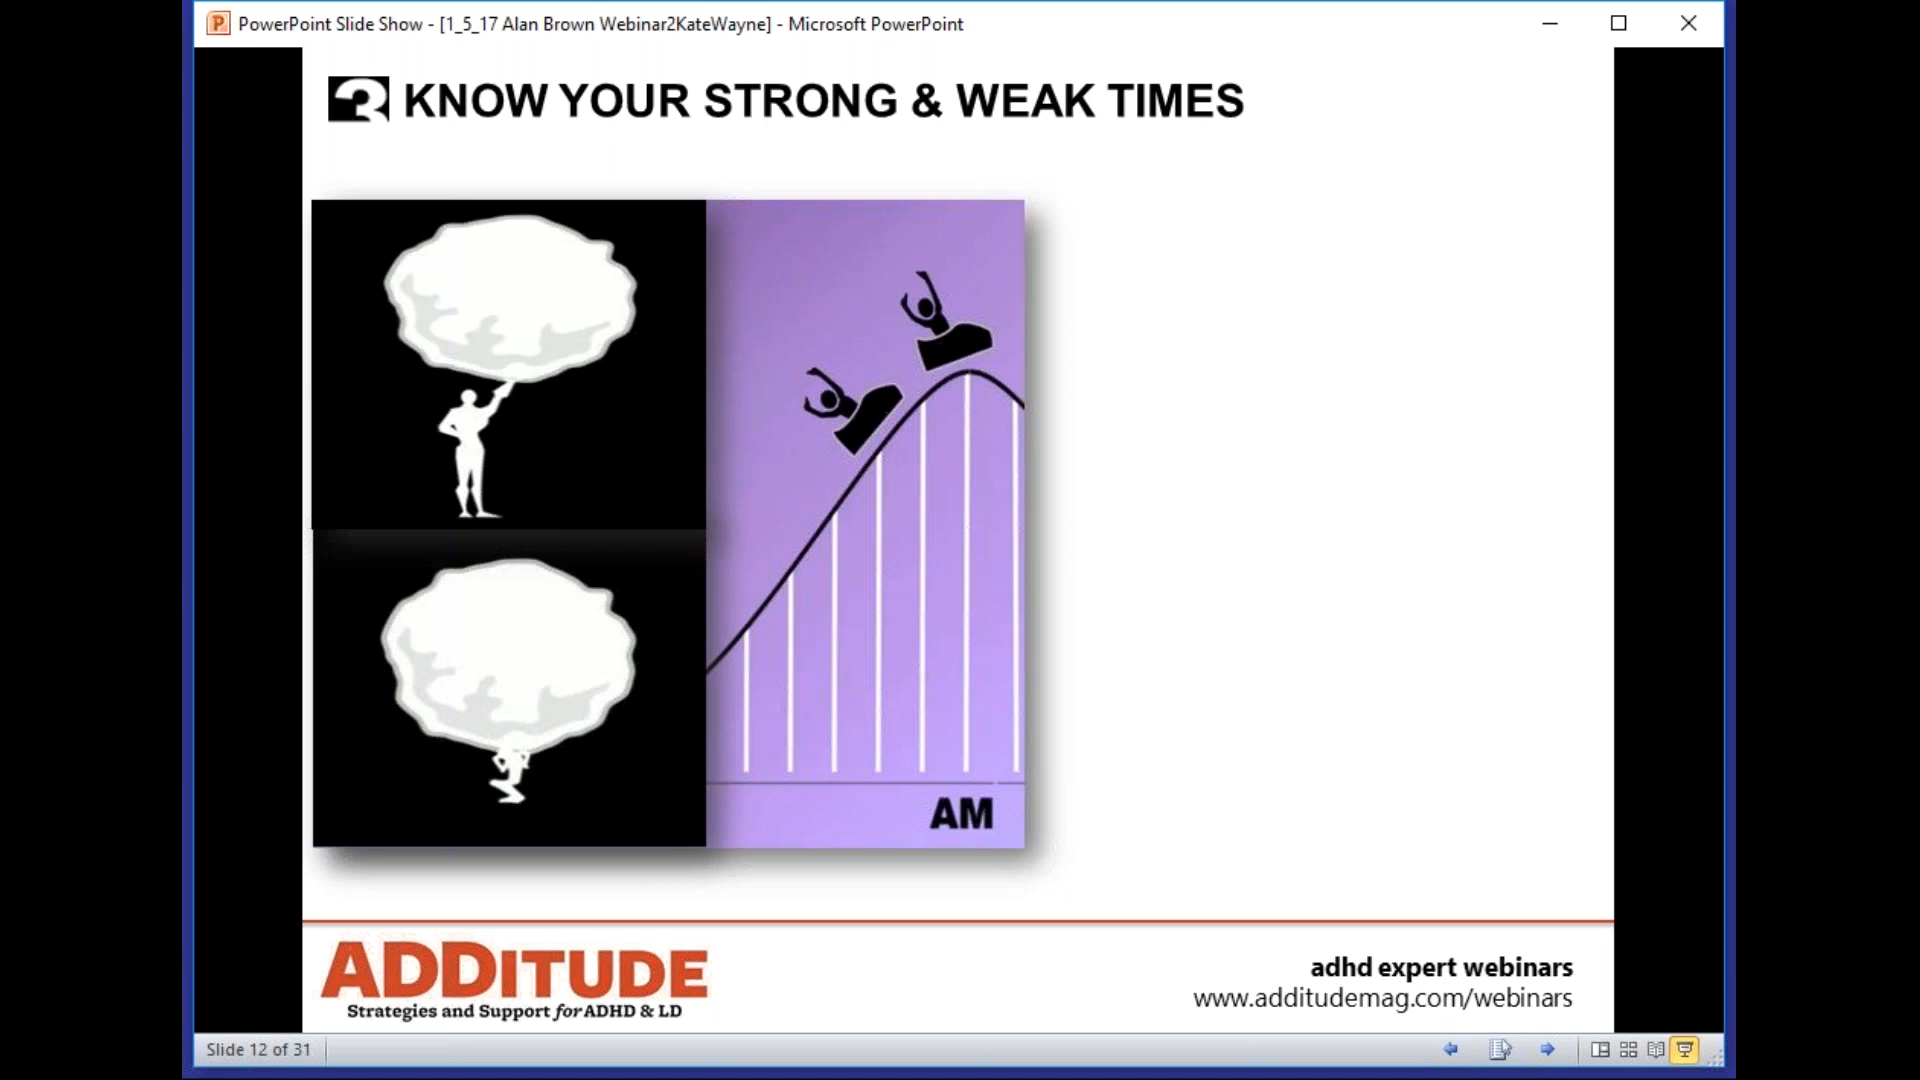 PowerPoint Slide Show - [1_5_17 Alan Brown Webinar2KateWayne] - Microsoft PowerPoint
3 KNOW YOUR STRONG & WEAK TIMES
AM
ADDITUDE
Strategies and Support for ADHD & LD
adhd expert webinars
www.additudemag.com/webinars
Slide 12 of 31